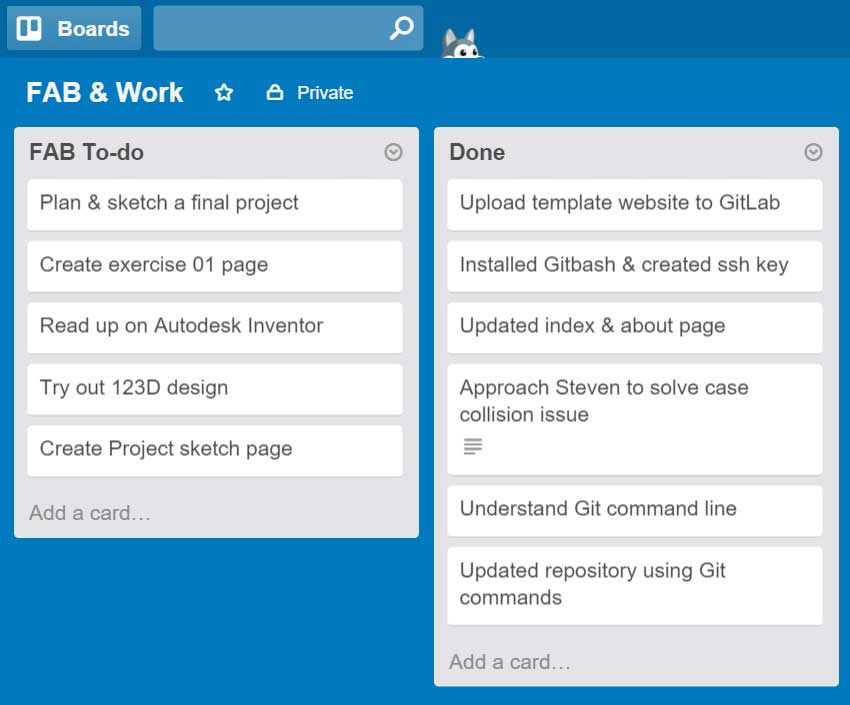 Boards
FAB & Work
Private
FAB To-do
Plan & sketch a final project
Create exercise 01 page
Read up on Autodesk Inventor
Try out 123D design
Create Project sketch page
Add a card…
Done
Upload template website to GitLab
Installed Gitbash & created ssh key
Updated index & about page
Approach Steven to solve case
collision issue
Understand Git command line
Updated repository using Git
commands
Add a card…